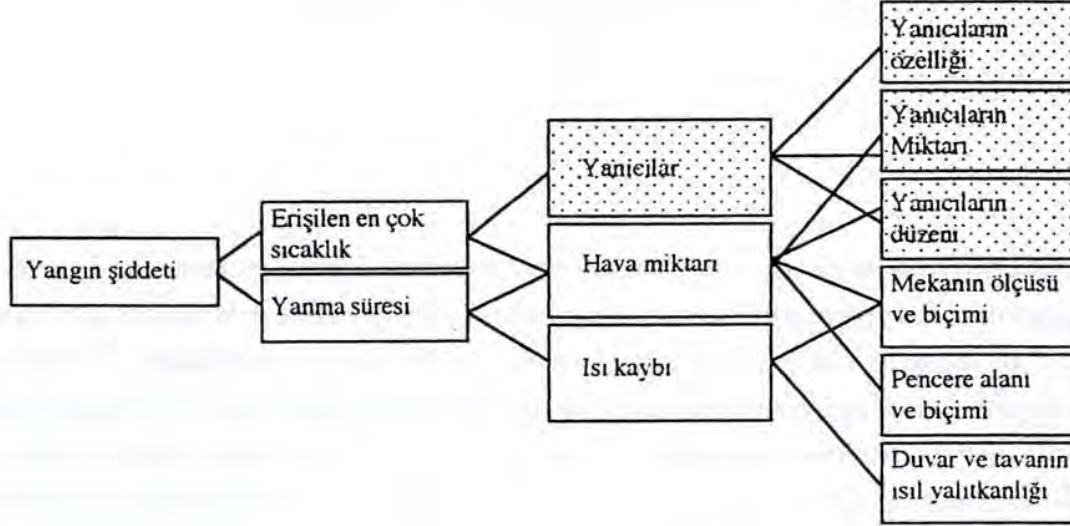 Yangın şiddeti
Erişilen en çok
sıcaklık
Yanma süresi
Yanıcılar
Hava miktarı
Isı kaybı
Yanıcıların
özelliği
Yanıcıların
Miktarı
Yanıcıların
düzeni
Mekanın ölçüsü
ve biçimi
Pencere alanı
ve biçimi
Duvar ve tavanın
ısıl yalıtkanlığı